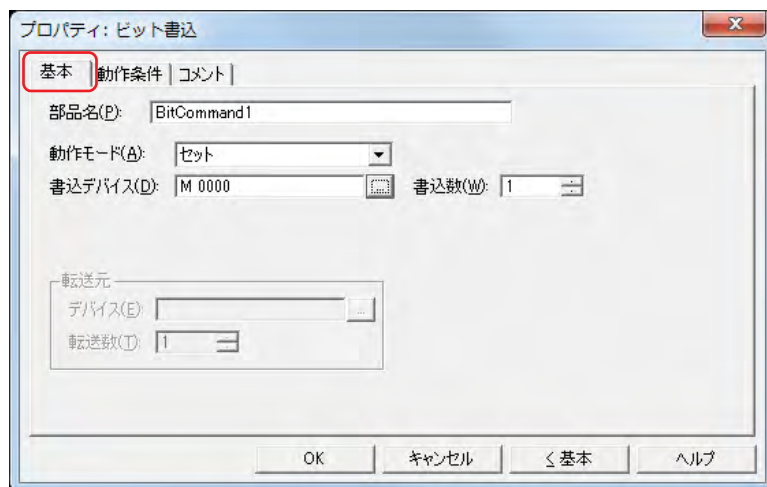 プロパティ: ビット書込
基本 動作条件 コメント
部品名(P): BitCommand1
動作モード(A): セット
書込デバイス(D): M 0000 ... 書込数(W): 1
転送元
デバイス(E) ...
転送数(T): 1
OK キャンセル < 基本 ヘルプ